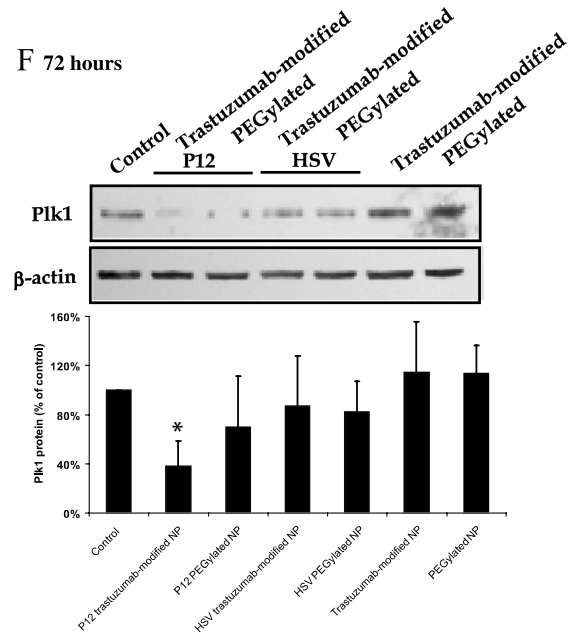 F 72 hours
Control
Trastuzumab-modified
PEGylated
Trastuzumab-modified
PEGylated
Trastuzumab-modified
PEGylated
P12
HSV
Plk1
β-actin
Plk1 protein (% of control)
160%
120%
80%
40%
0%
*
Control
P12 trastuzumab-modified NP
P12 PEGylated NP
HSV trastuzumab-modified NP
HSV PEGylated NP
Trastuzumab-modified NP
PEGylated NP